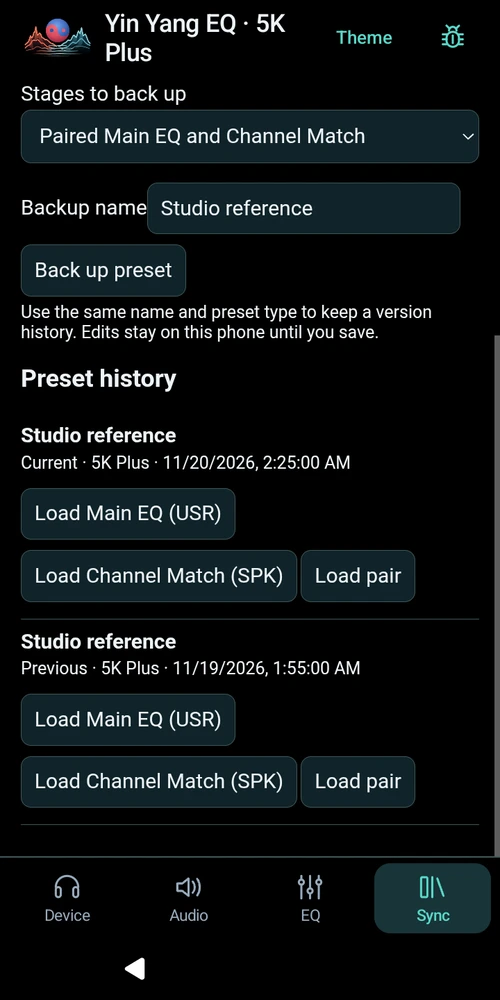 Yin Yang EQ · 5K
Plus
Theme
Stages to back up
Paired Main EQ and Channel Match
Backup name
Studio reference
Back up preset
Use the same name and preset type to keep a version
history. Edits stay on this phone until you save.
Preset history
Studio reference
Current · 5K Plus · 11/20/2026, 2:25:00 AM
Load Main EQ (USR)
Load Channel Match (SPK)
Load pair
Studio reference
Previous · 5K Plus · 11/19/2026, 1:55:00 AM
Load Main EQ (USR)
Load Channel Match (SPK)
Load pair
Device
Audio
EQ
Sync